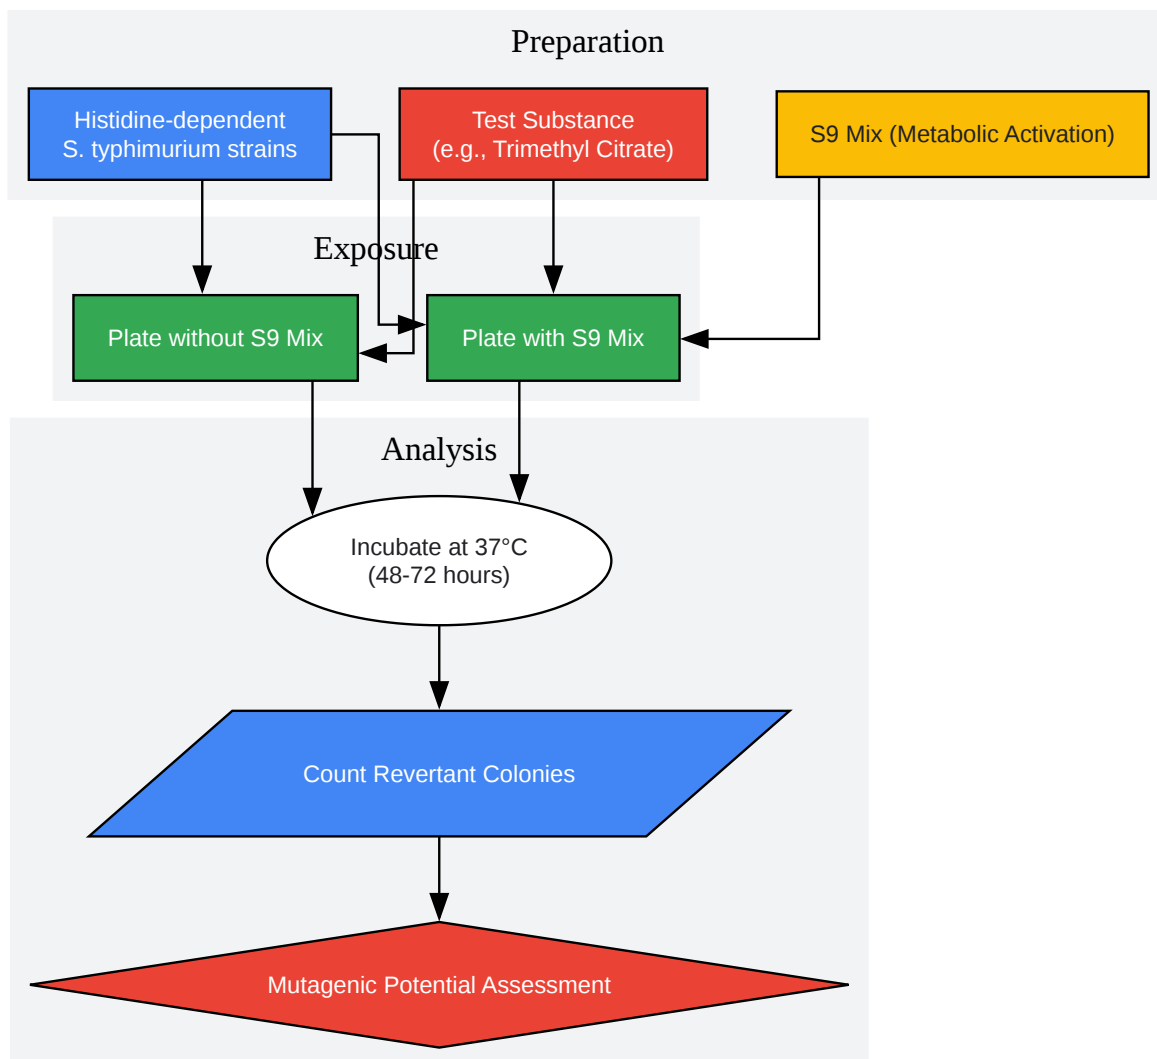 Preparation
Histidine-dependent
S. typhimurium strains
Test Substance
(e.g., Trimethyl Citrate)
S9 Mix (Metabolic Activation)
Exposure
Plate without S9 Mix
Plate with S9 Mix
Analysis
Incubate at 37°C
(48-72 hours)
Count Revertant Colonies
Mutagenic Potential Assessment